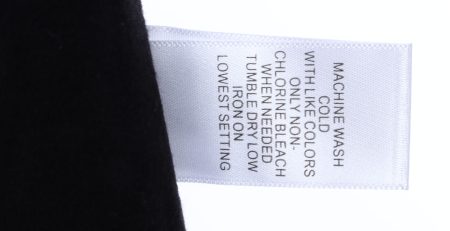 MACHINE WASH
COLD
WITH LIKE COLORS
ONLY NON-
CHLORINE BLEACH
WHEN NEEDED
TUMBLE DRY LOW
IRON ON
LOWEST SETTING